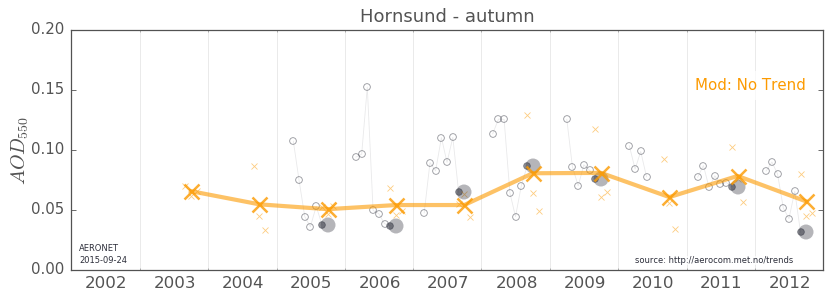 Hornsund - autumn
0.20
0.15
0.10
0.05
0.00
AOD550
Mod: No Trend
AERONET
2015-09-24
source: http://aerocom.met.no/trends
2002 2003 2004 2005 2006 2007 2008 2009 2010 2011 2012